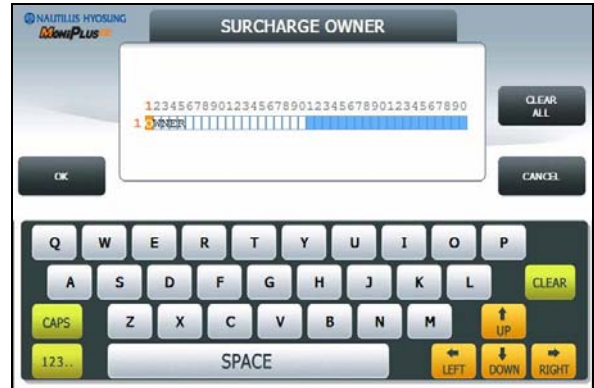 NAUTILUS HYOSUNG
MoniPlus
SURCHARGE OWNER
1234567890123456789012345678901234567890
1 OWNER
CLEAR ALL
OK
CANCEL
Q W E R T Y U I O P
A S D F G H J K L CLEAR
CAPS Z X C V B N M UP
123.. SPACE LEFT DOWN RIGHT